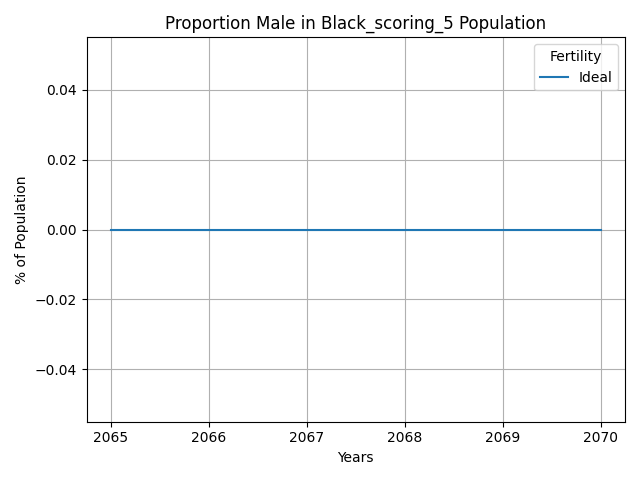 Proportion Male in Black_scoring_5 Population
Fertility
Ideal
0.04
0.02
0.00
−0.02
−0.04
% of Population
2065 2066 2067 2068 2069 2070
Years